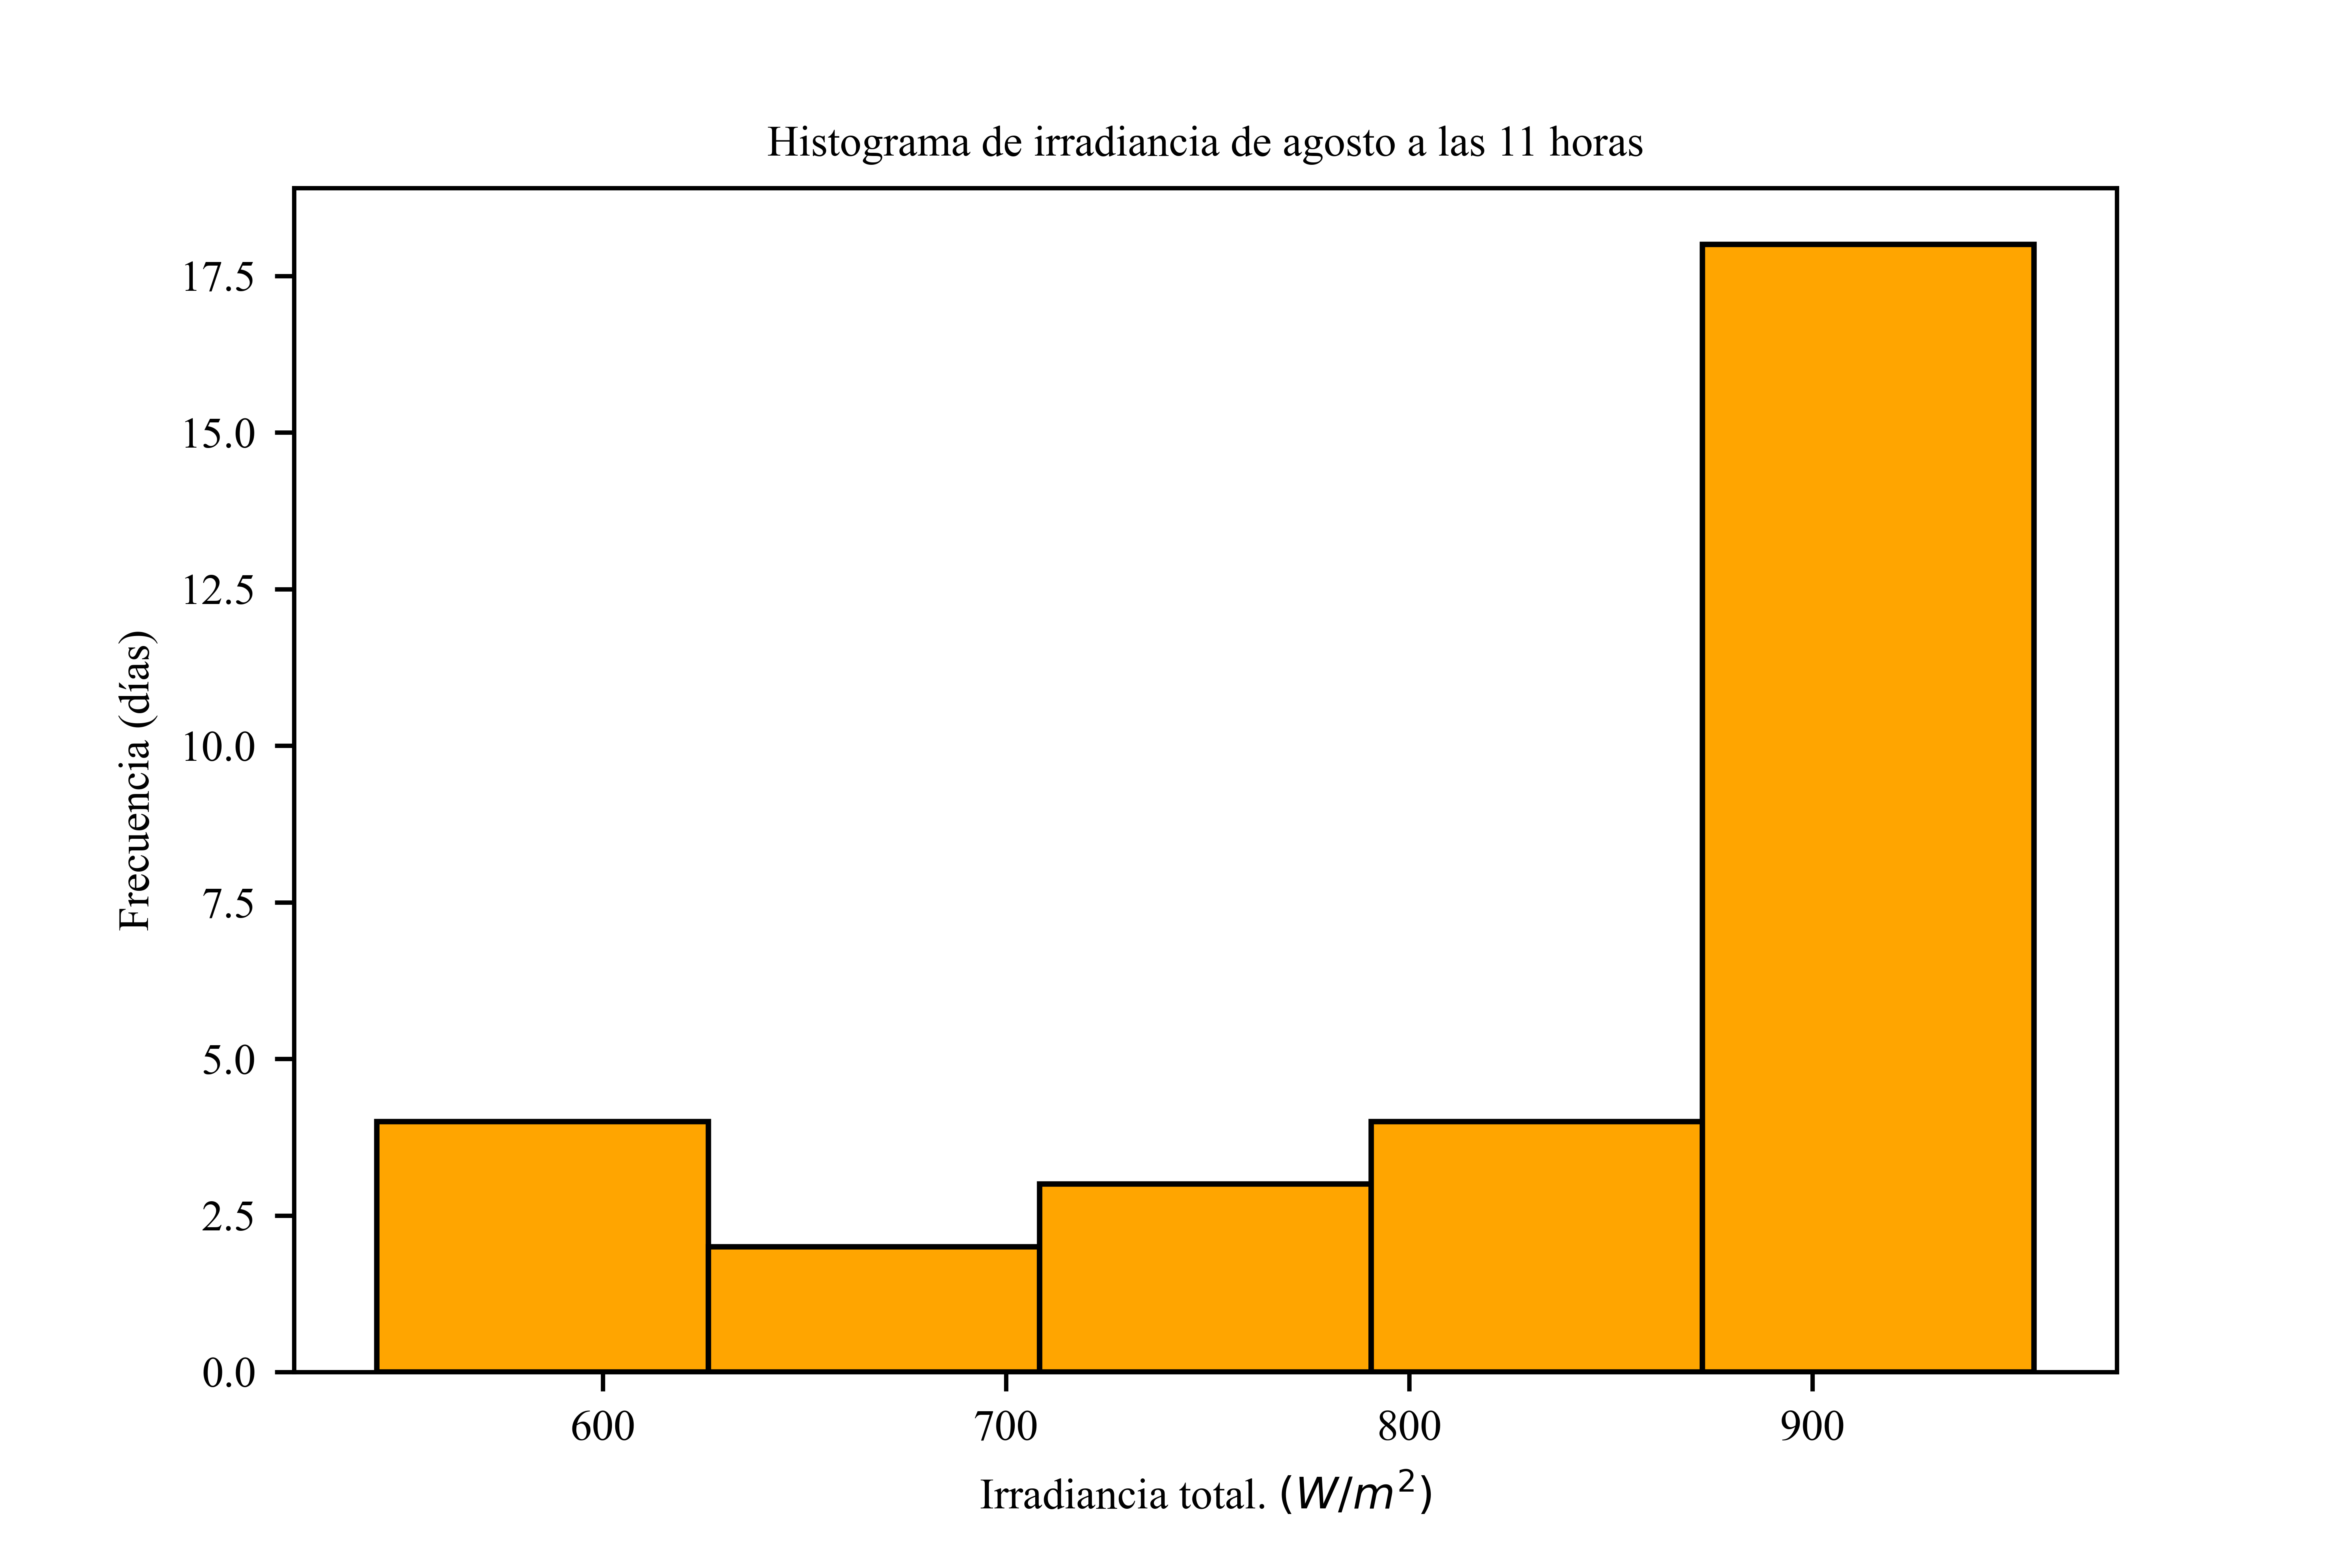 Histograma de irradiancia de agosto a las 11 horas
Frecuencia (días)
17.5
15.0
12.5
10.0
7.5
5.0
2.5
0.0
600 700 800 900
Irradiancia total. (W/m²)